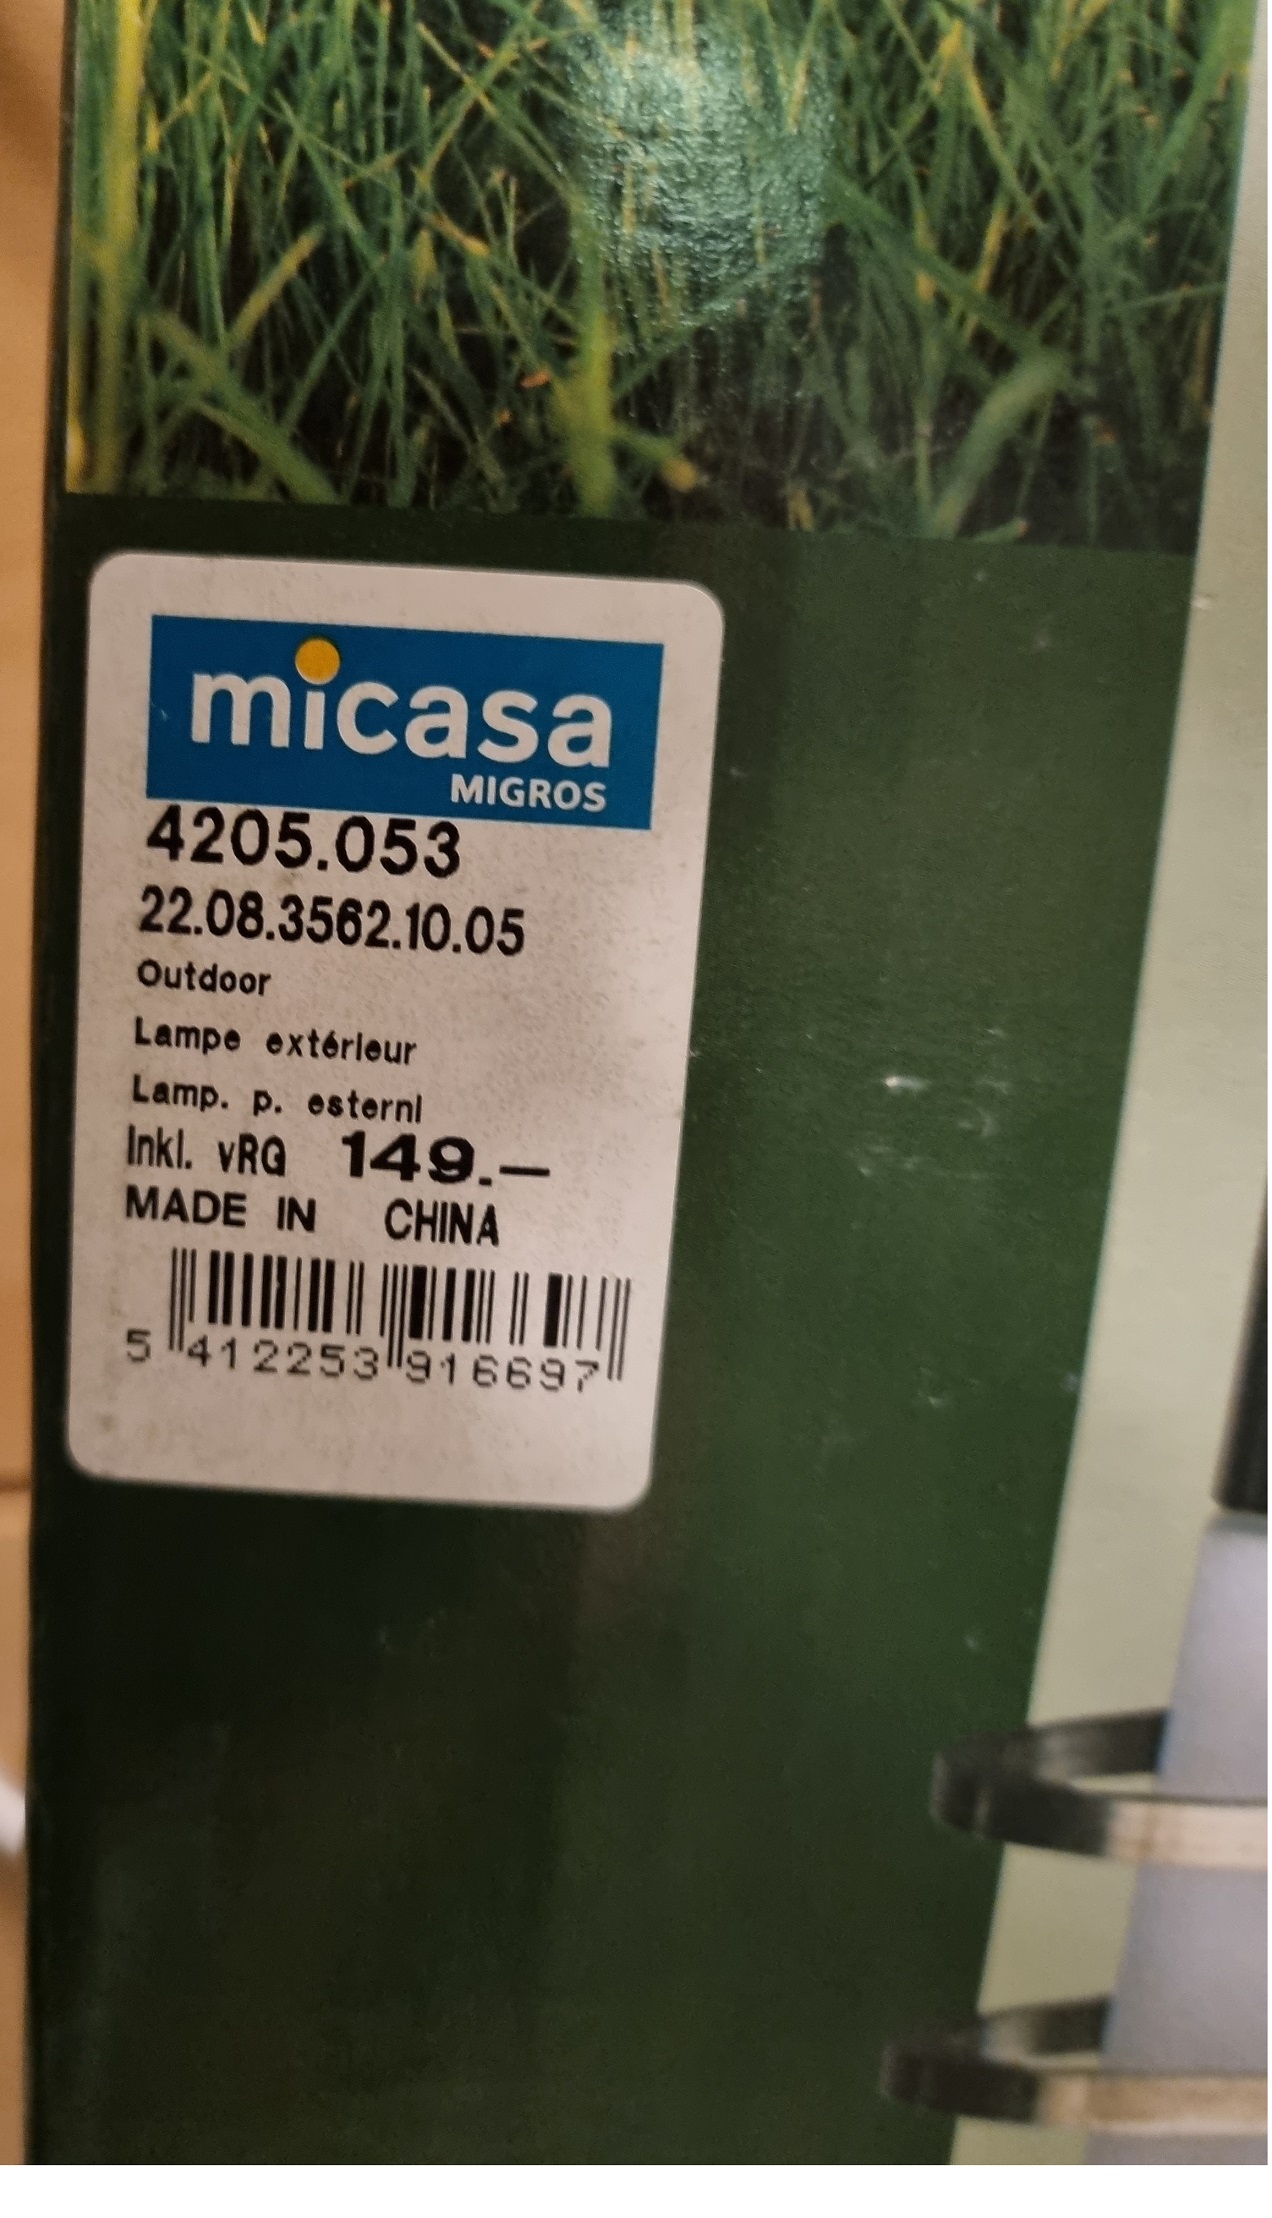 micasa
MIGROS
4205.053
22.08.3562.10.05
Outdoor
Lampe extérieur
Lamp. p. esterni
Inkl. vRG 149.–
MADE IN CHINA
5 412253 916697